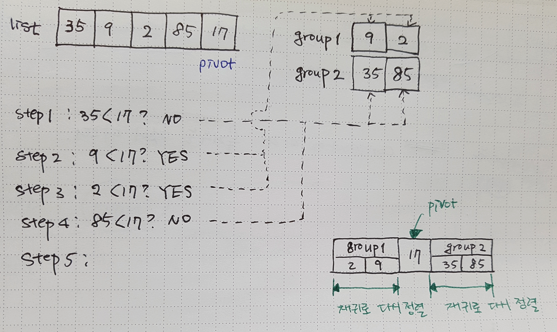 list 35 9 2 85 17
pivot
group1 9 2
group2 35 85
step1 : 35<17? NO
step2 : 9<17? YES
step3 : 2<17? YES
step4 : 85<17? NO
step5 :
pivot
group1 17 group2
2 9 35 85
재귀로 다시 정렬 재귀로 다시 정렬